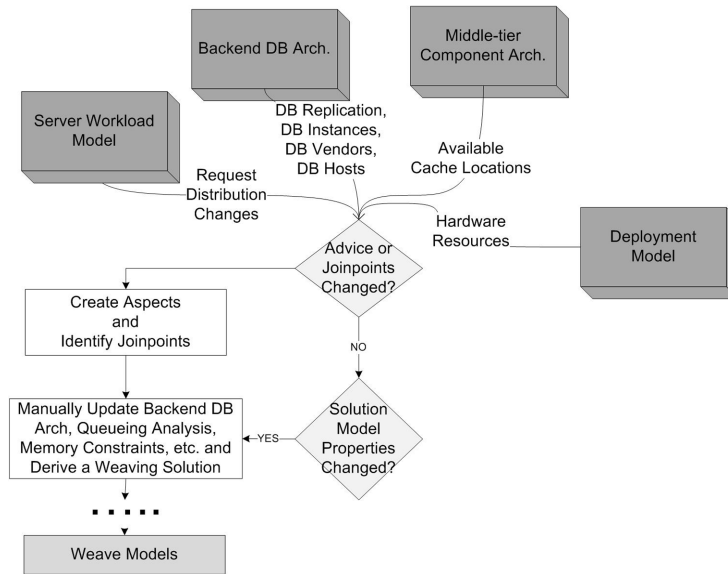 Backend DB Arch.
Middle-tier
Component Arch.
Server Workload
Model
DB Replication,
DB Instances,
DB Vendors,
DB Hosts
Available
Cache Locations
Request
Distribution
Changes
Hardware
Resources
Deployment
Model
Advice or
Joinpoints
Changed?
Create Aspects
and
Identify Joinpoints
NO
Manually Update Backend DB
Arch, Queueing Analysis,
Memory Constraints, etc. and
Derive a Weaving Solution
YES
Solution
Model
Properties
Changed?
Weave Models